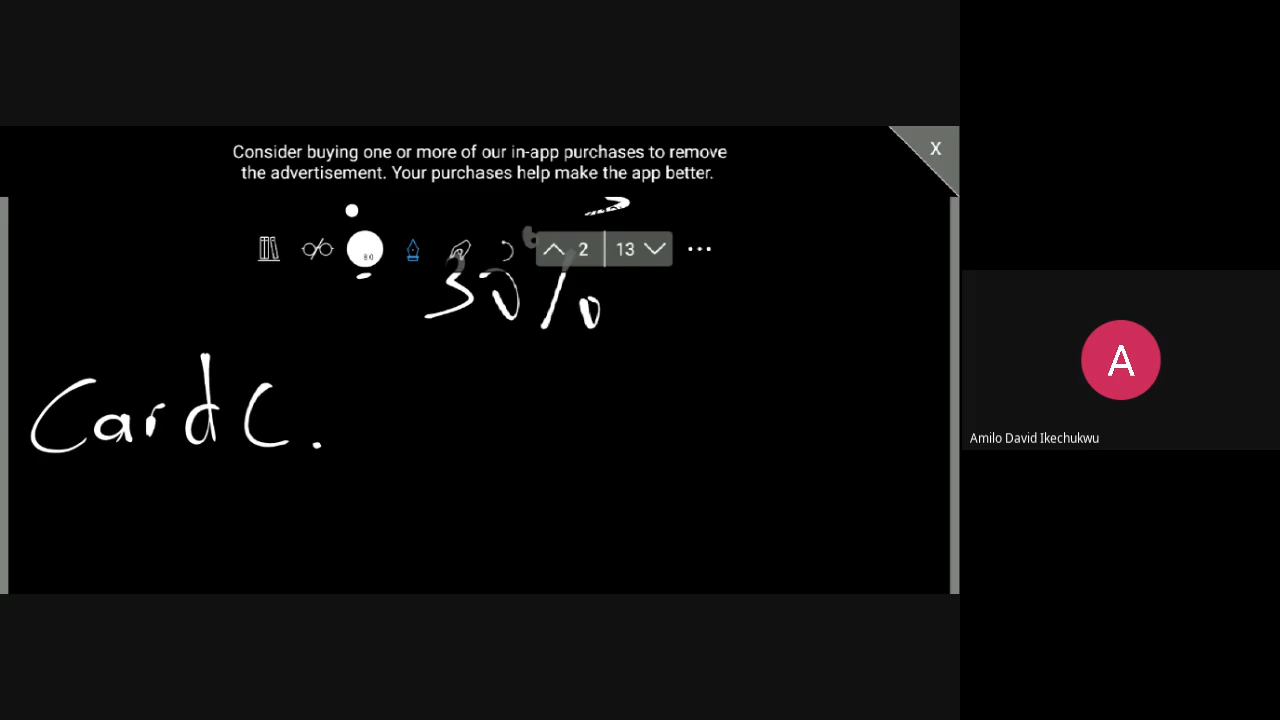 Consider buying one or more of our in-app purchases to remove
the advertisement. Your purchases help make the app better.
X
2 13
30%
Card C.
A
Amilo David Ikechukwu